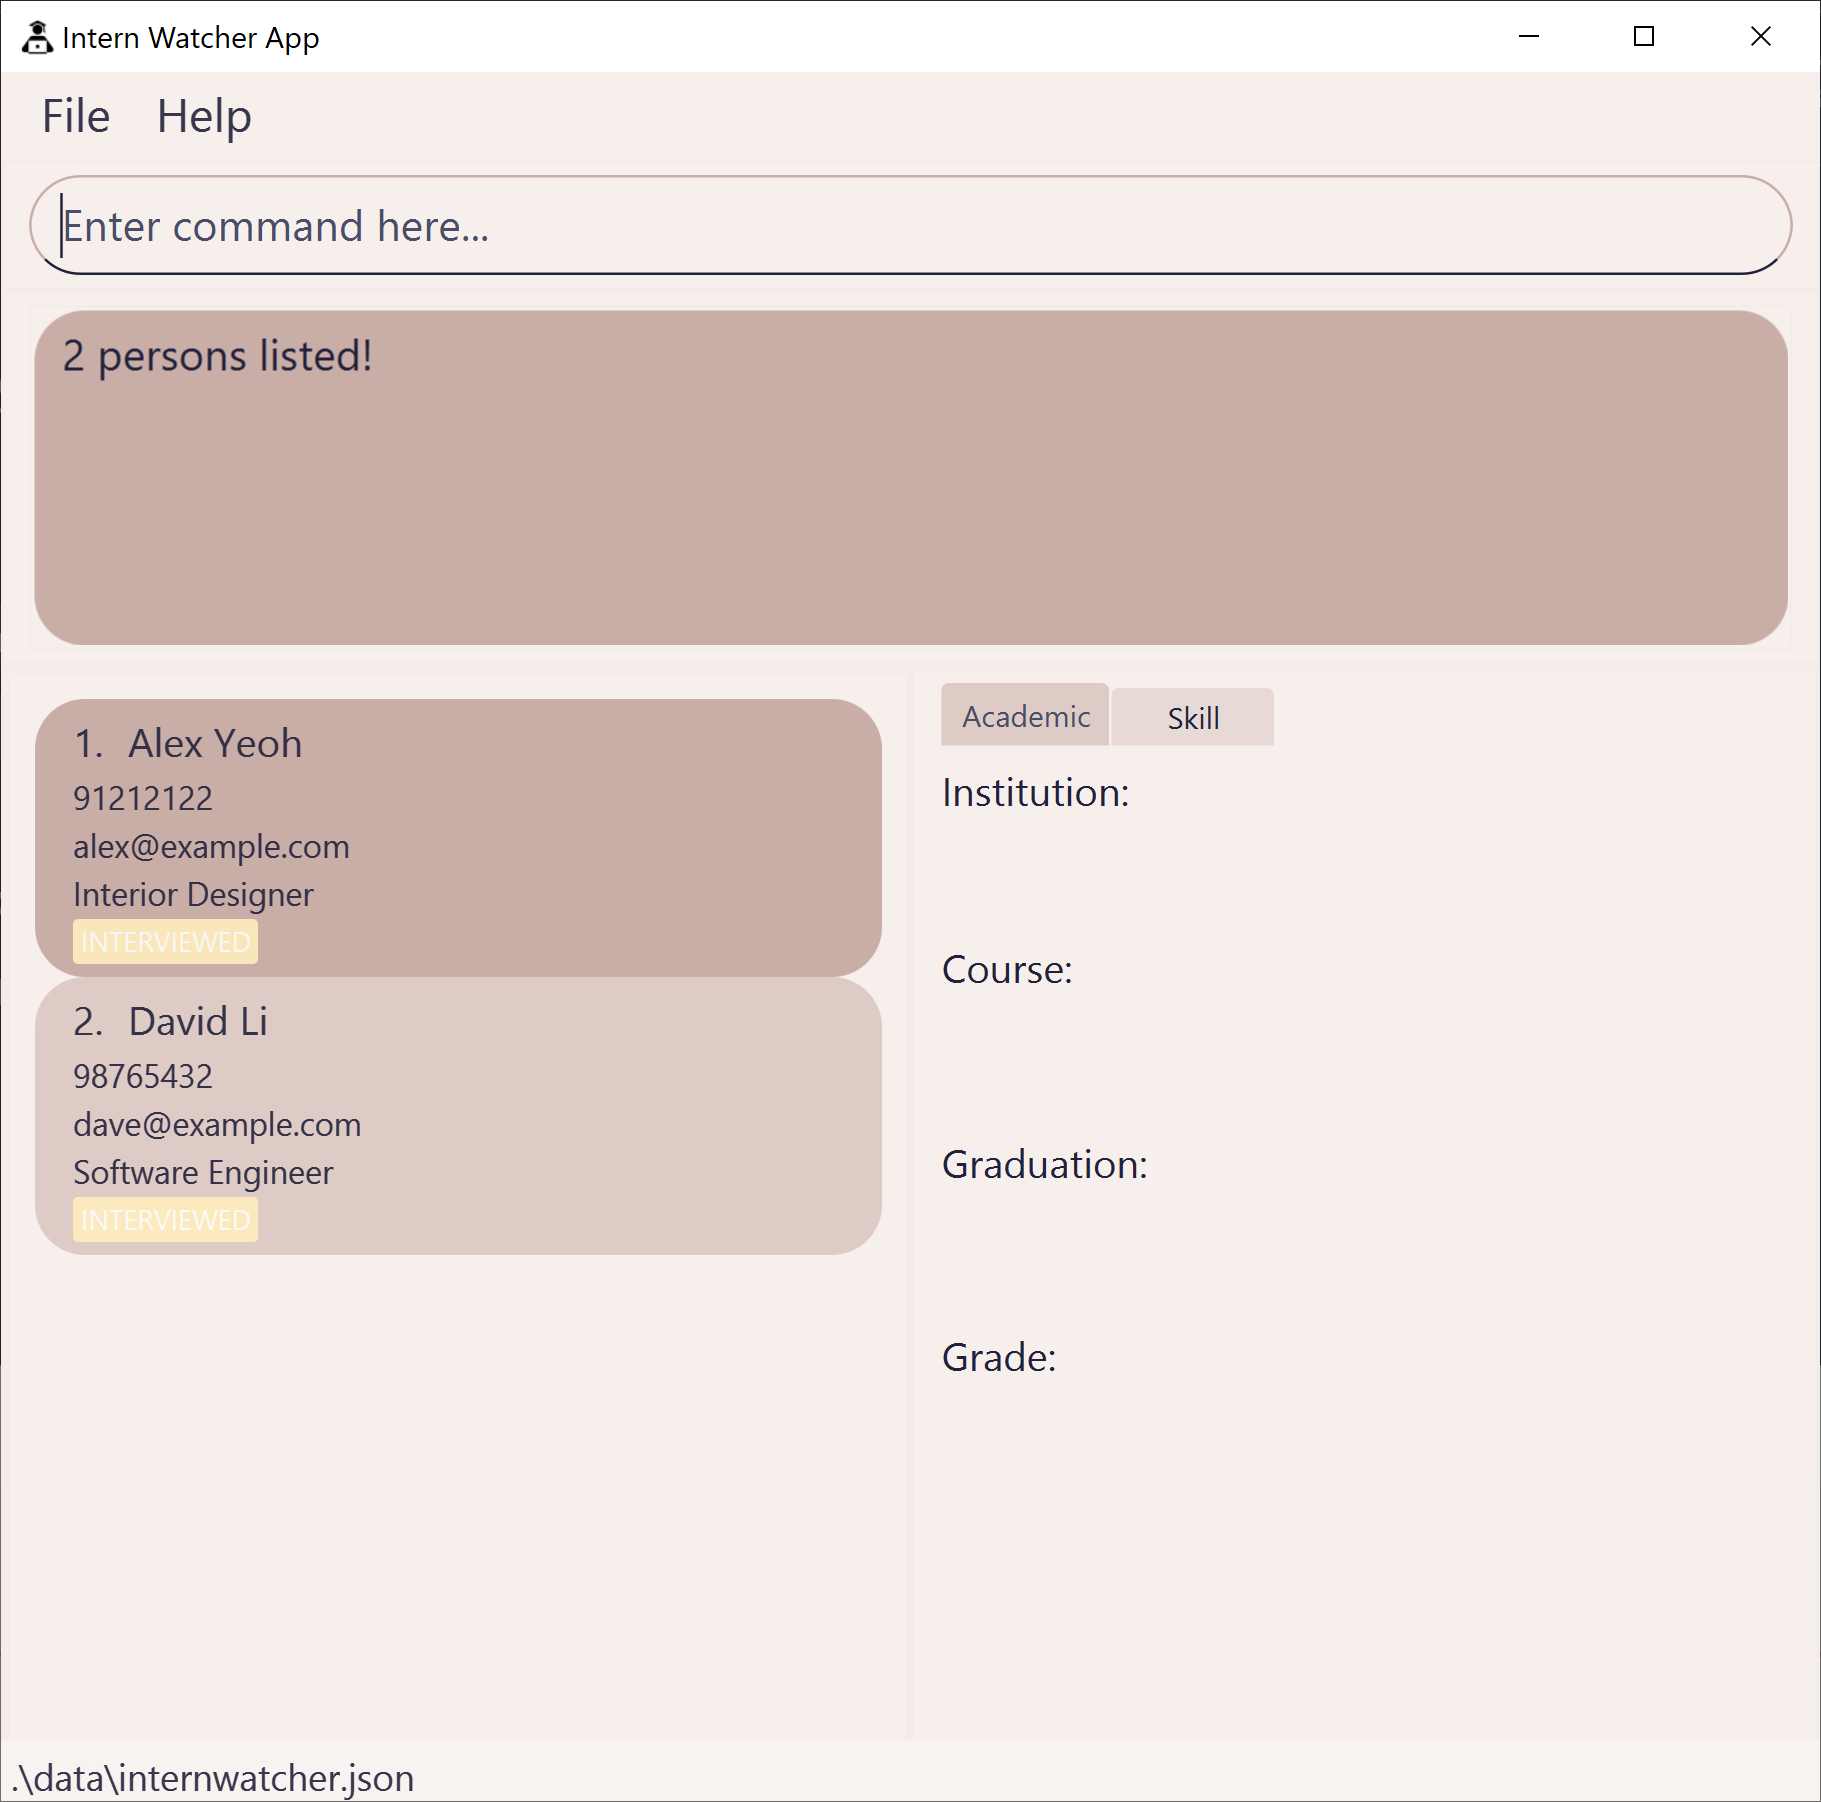 Intern Watcher App
File Help
Enter command here...
2 persons listed!
1. Alex Yeoh
91212122
alex@example.com
Interior Designer
INTERVIEWED
2. David Li
98765432
dave@example.com
Software Engineer
INTERVIEWED
Academic Skill
Institution:
Course:
Graduation:
Grade:
.\data\internwatcher.json